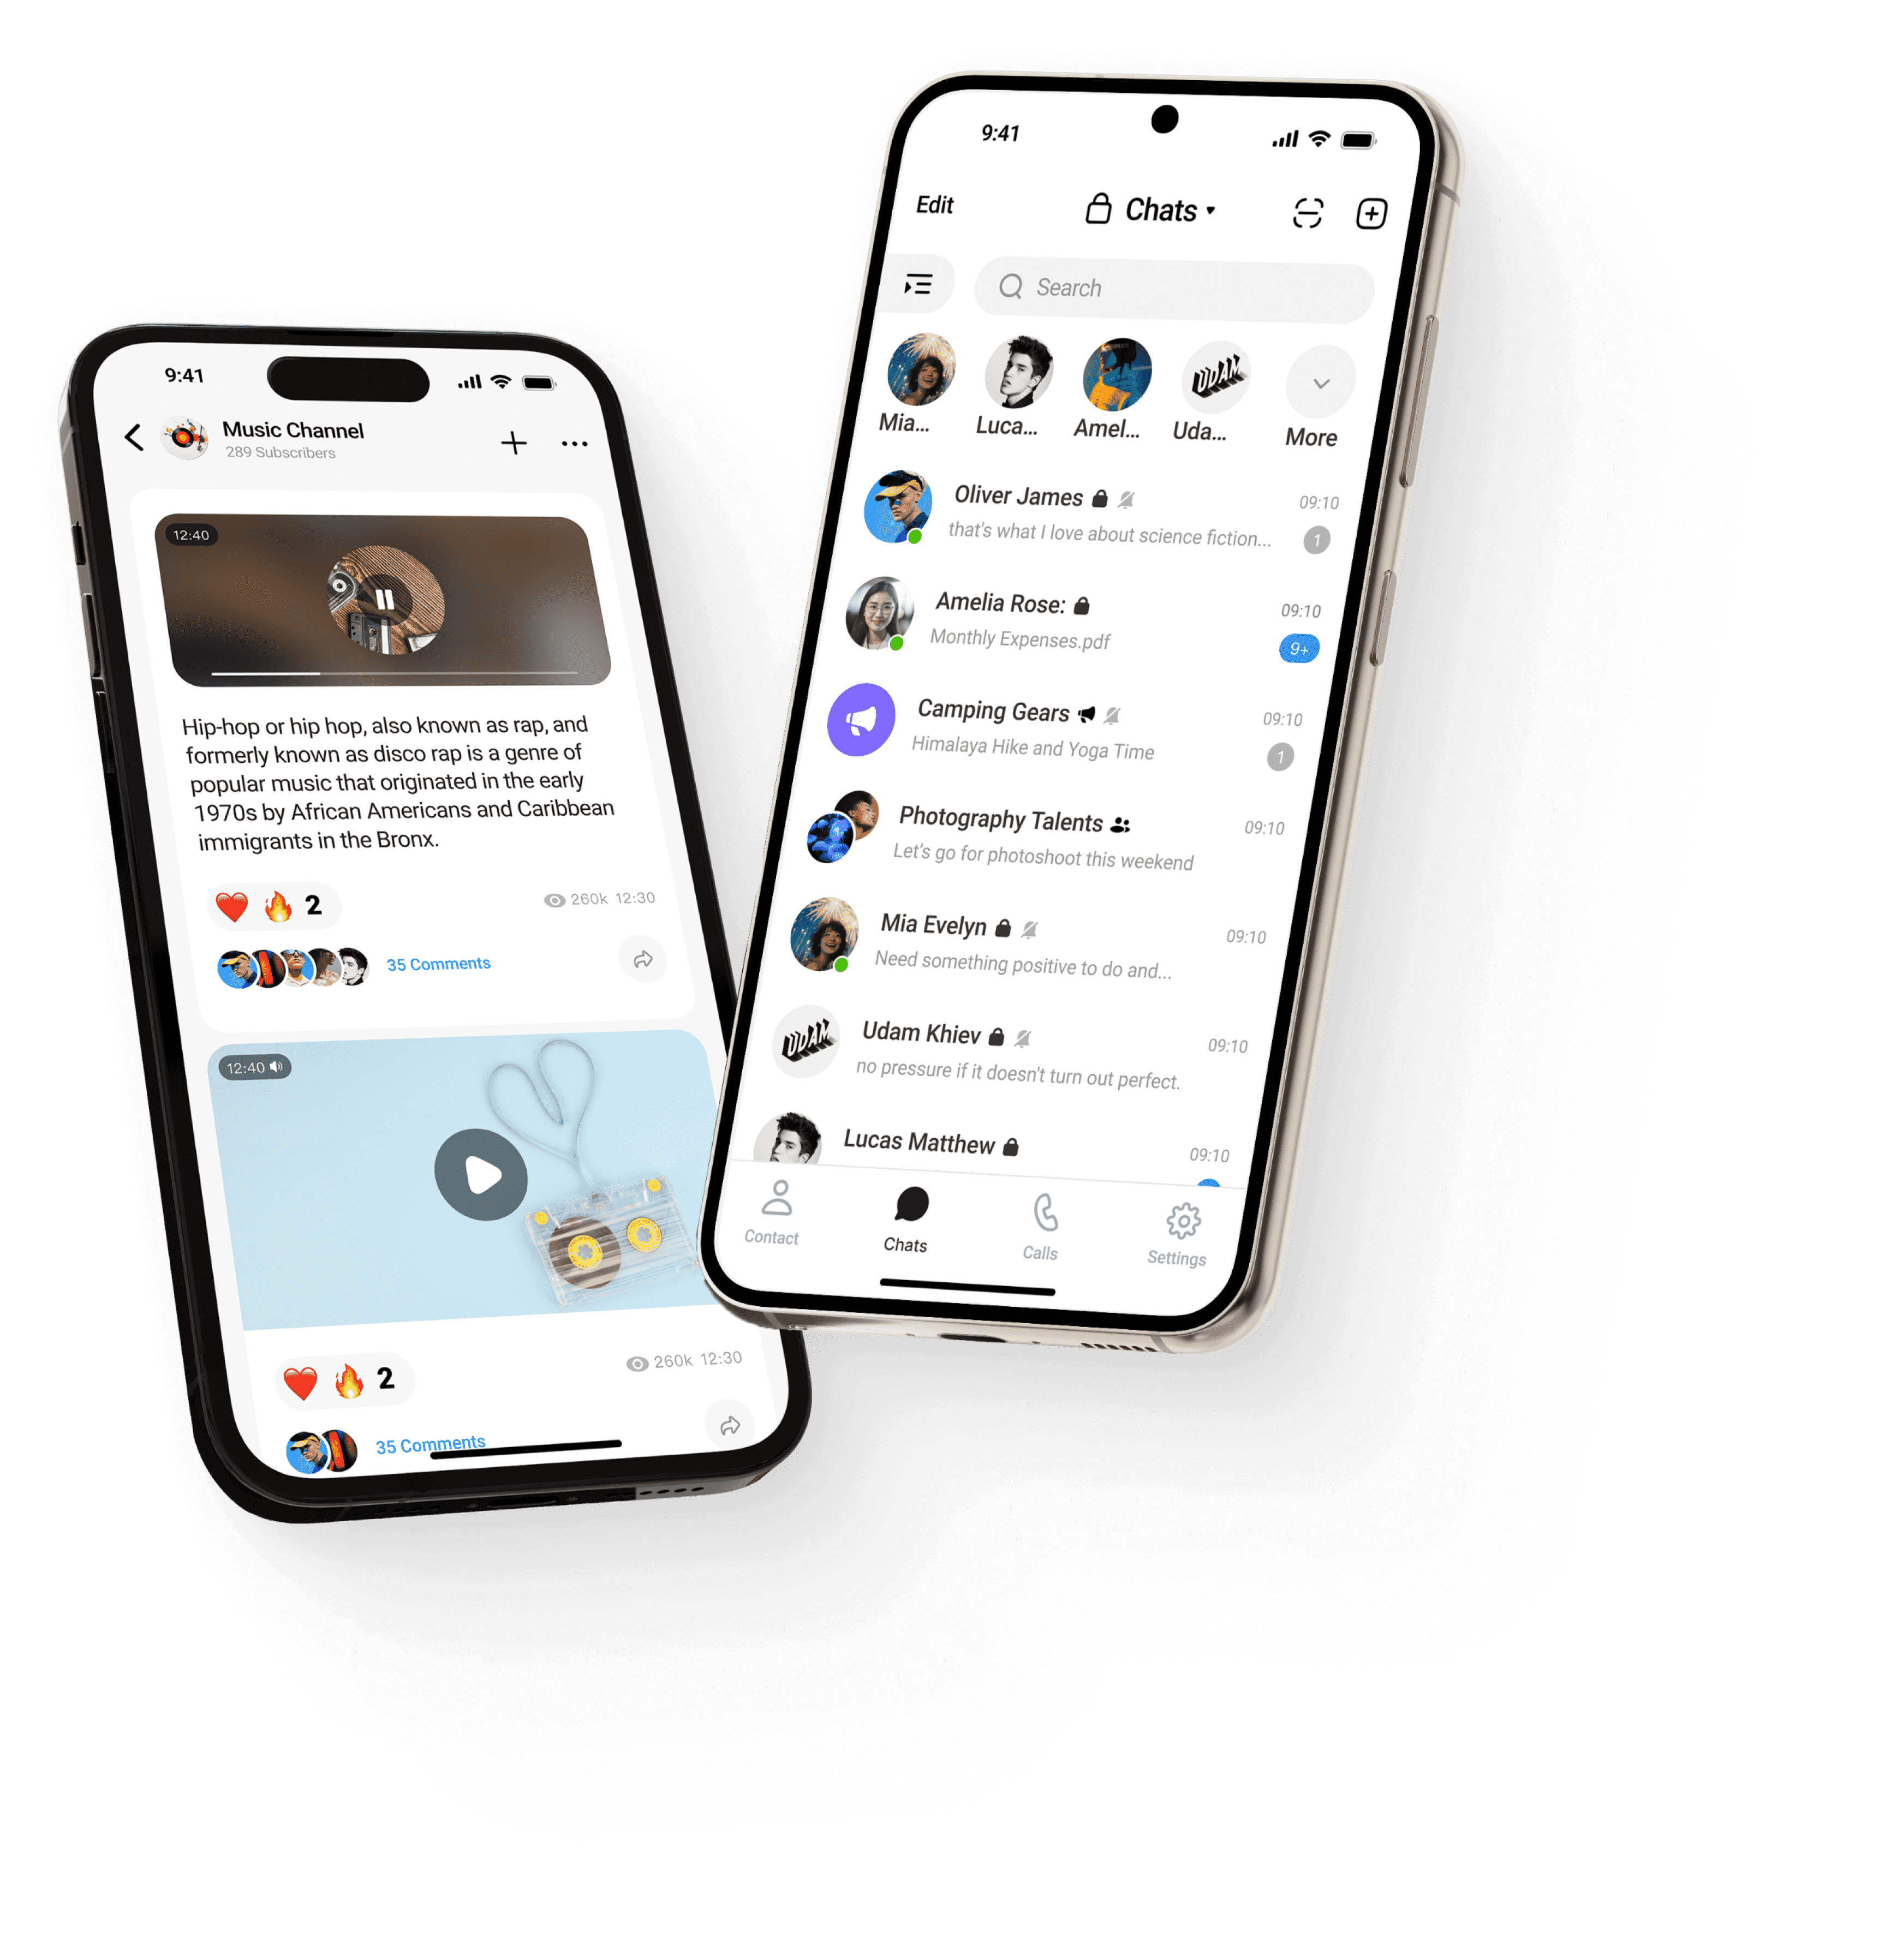 9:41
Music Channel
289 Subscribers
12:40
Hip-hop or hip hop, also known as rap, and
formerly known as disco rap is a genre of
popular music that originated in the early
1970s by African Americans and Caribbean
immigrants in the Bronx.
2
260k 12:30
35 Comments
12:40
2
260k 12:30
35 Comments
9:41
Edit
Chats
Search
Mia...
Luca...
Amel...
UDAM
Uda...
More
Oliver James
09:10
that's what I love about science fiction...
1
Amelia Rose:
09:10
Monthly Expenses.pdf
9+
Camping Gears
09:10
Himalaya Hike and Yoga Time
1
Photography Talents
09:10
Let's go for photoshoot this weekend
Mia Evelyn
09:10
Need something positive to do and...
UDAM
Udam Khiev
09:10
no pressure if it doesn't turn out perfect.
Lucas Matthew
09:10
Contact
Chats
Calls
Settings